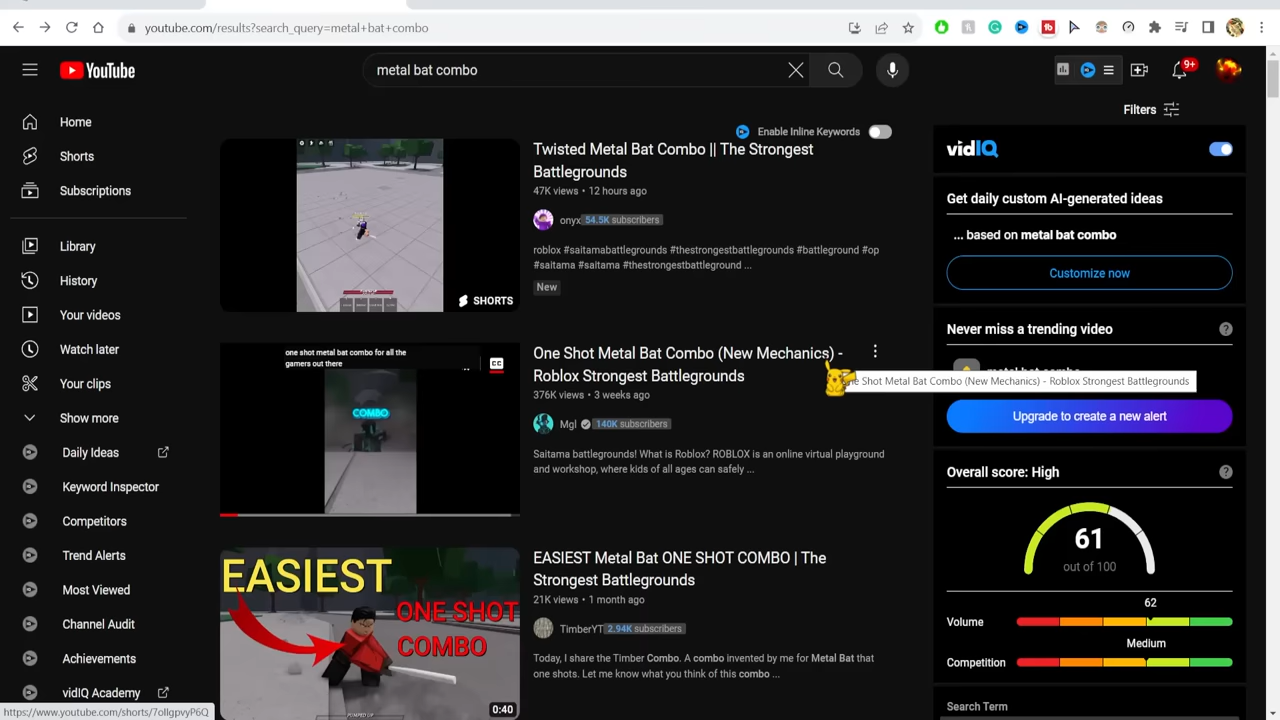 youtube.com/results?search_query=metal+bat+combo
YouTube
metal bat combo
9+
Filters
Home
Shorts
Subscriptions
Library
History
Your videos
Watch later
Your clips
Show more
Daily Ideas
Keyword Inspector
Competitors
Trend Alerts
Most Viewed
Channel Audit
Achievements
vidIQ Academy
https://www.youtube.com/shorts/7ollgpvyP6Q
Enable Inline Keywords
SHORTS
Twisted Metal Bat Combo || The Strongest
Battlegrounds
47K views • 12 hours ago
onyx 54.5K subscribers
roblox #saitamabattlegrounds #thestrongestbattlegrounds #battleground #op
#saitama #saitama #thestrongestbattleground ...
New
one shot metal bat combo for all the
gamers out there
CC
COMBO
One Shot Metal Bat Combo (New Mechanics) -
Roblox Strongest Battlegrounds
376K views • 3 weeks ago
Mgl 140K subscribers
Saitama battlegrounds! What is Roblox? ROBLOX is an online virtual playground
and workshop, where kids of all ages can safely ...
One Shot Metal Bat Combo (New Mechanics) - Roblox Strongest Battlegrounds
EASIEST
ONE SHOT
COMBO
0:40
EASIEST Metal Bat ONE SHOT COMBO | The
Strongest Battlegrounds
21K views • 1 month ago
TimberYT 2.94K subscribers
Today, I share the Timber Combo. A combo invented by me for Metal Bat that
one shots. Let me know what you think of this combo ...
vidIQ
Get daily custom AI-generated ideas
... based on metal bat combo
Customize now
Never miss a trending video
?
metal bat combo
Upgrade to create a new alert
Overall score: High
?
61
out of 100
62
Volume
Medium
Competition
Search Term